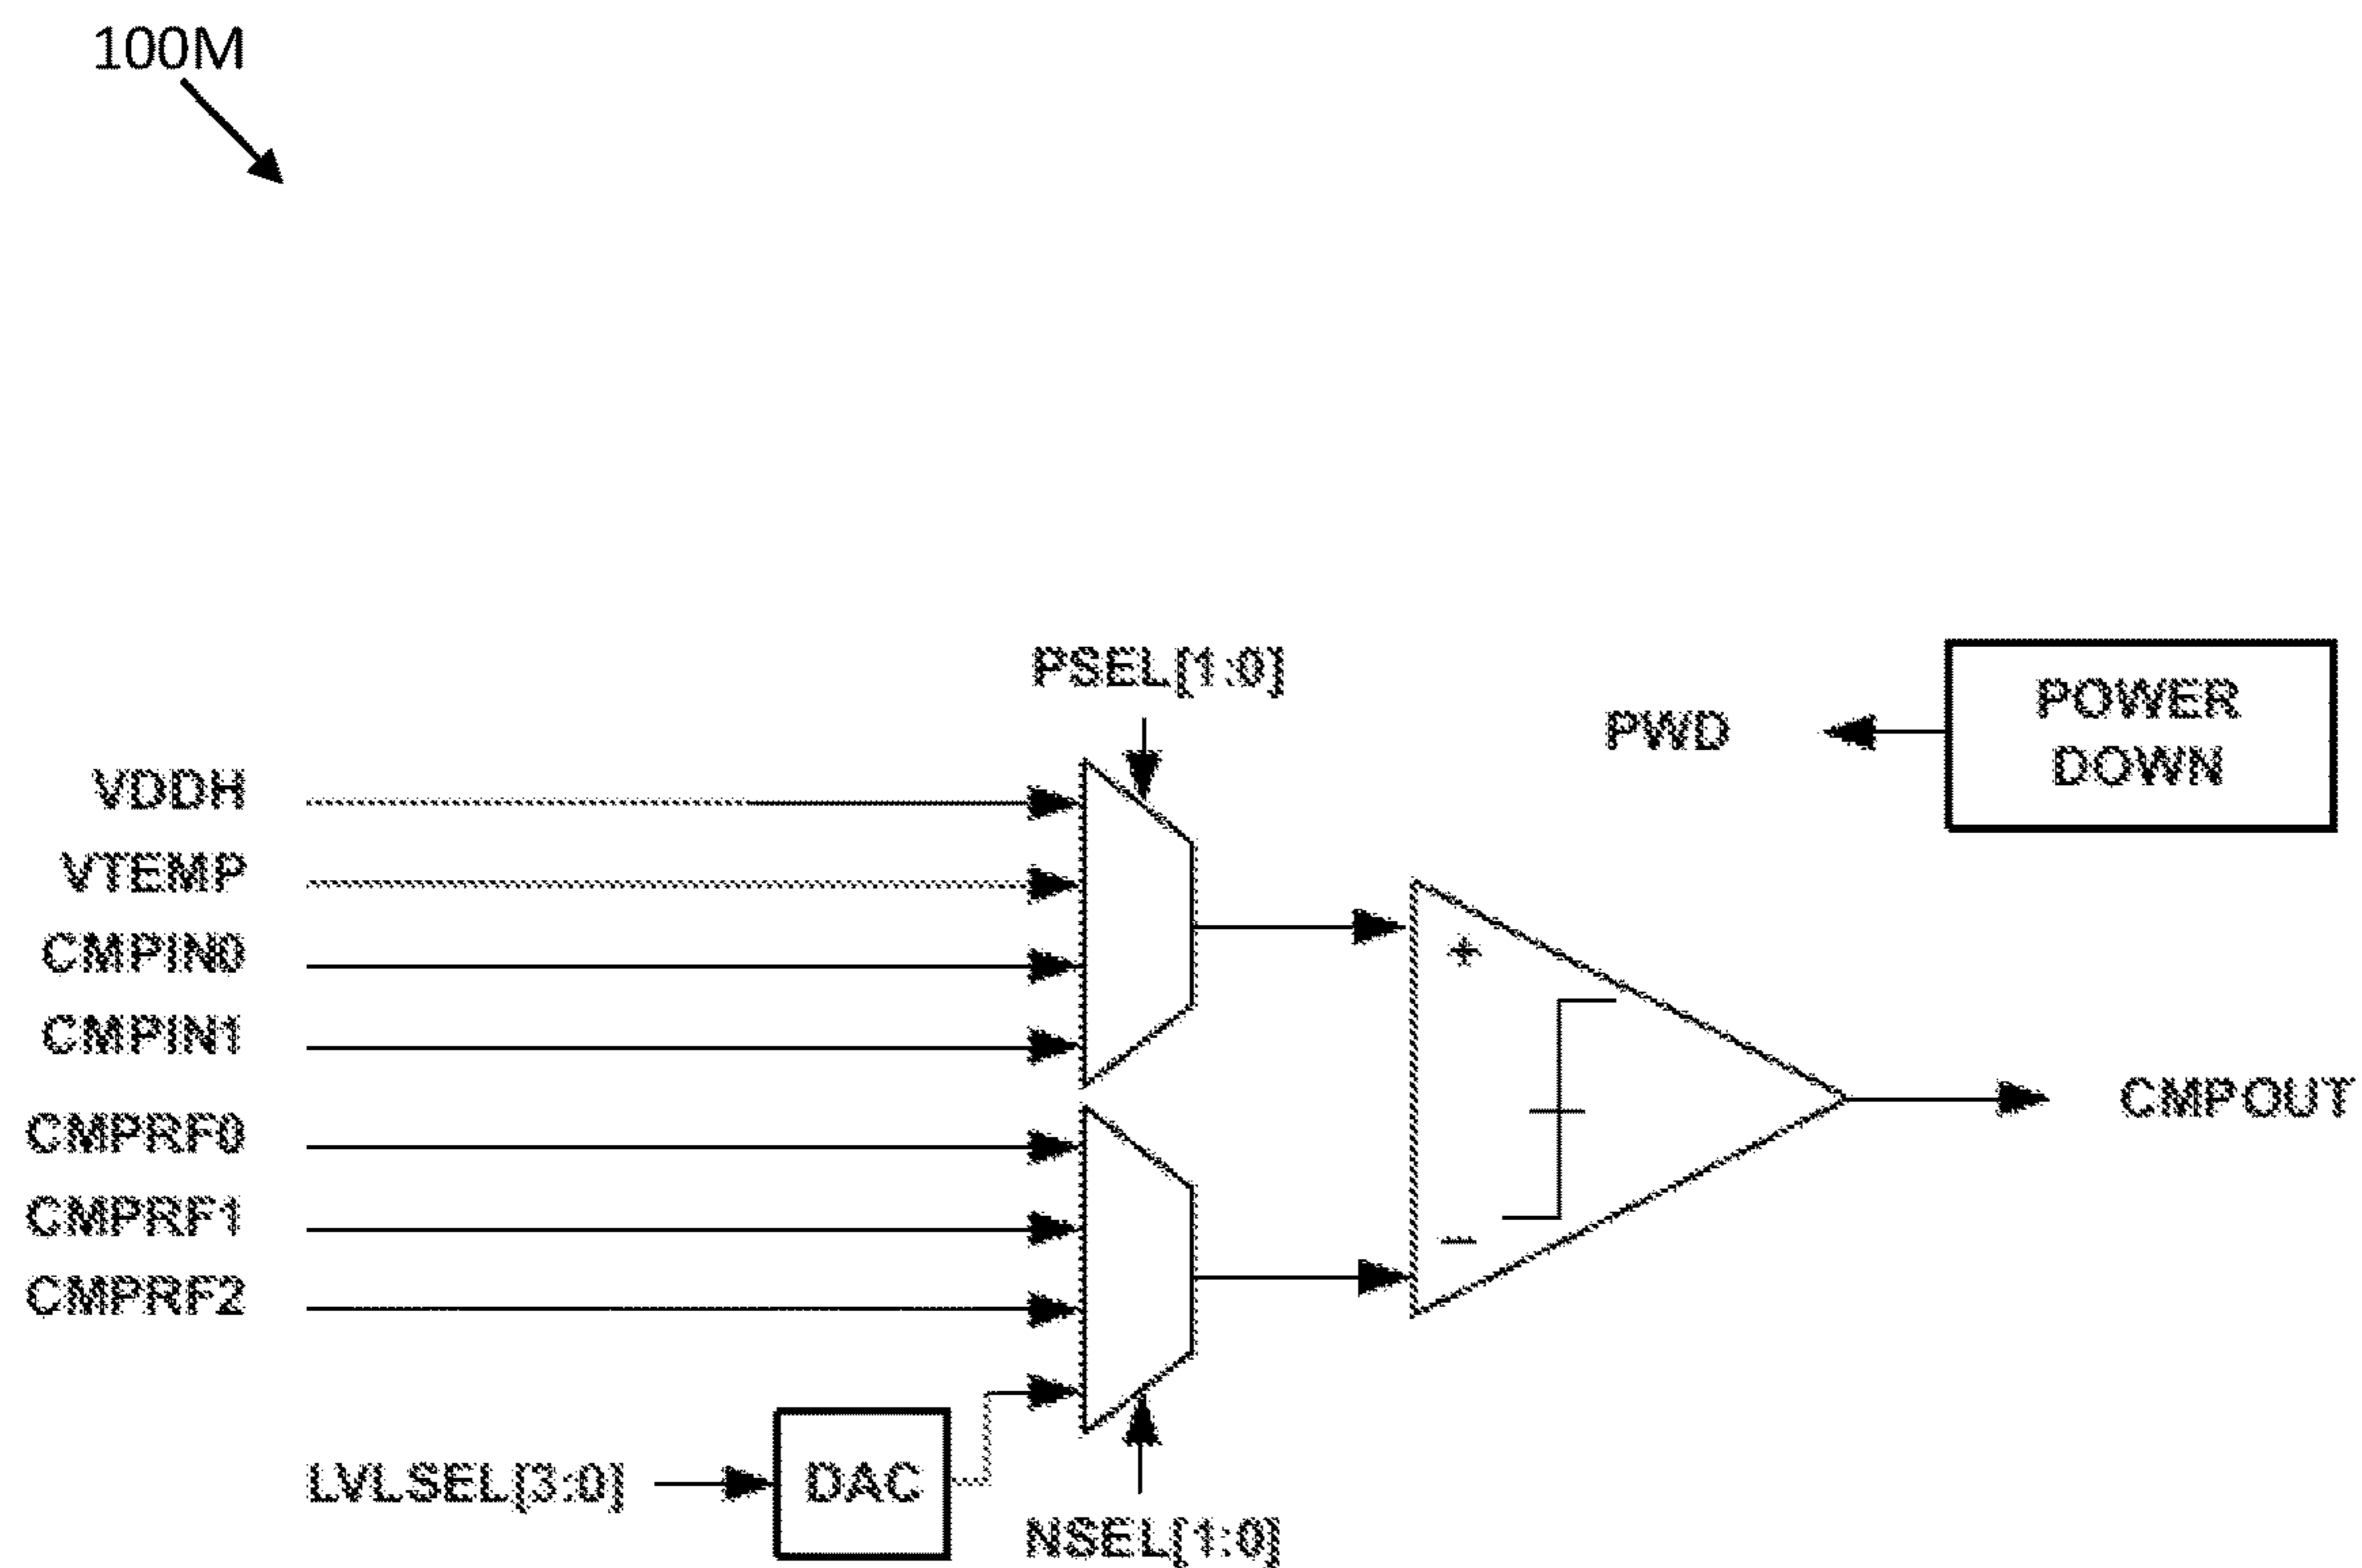 100M
PSEL[1:0]
POWER
DOWN
PWD
VDDH
VTEMP
CMPIN0
CMPIN1
CMPRF0
CMPRF1
CMPRF2
+
−
CMPOUT
LVLSEL[3:0]
DAC
NSEL[1:0]